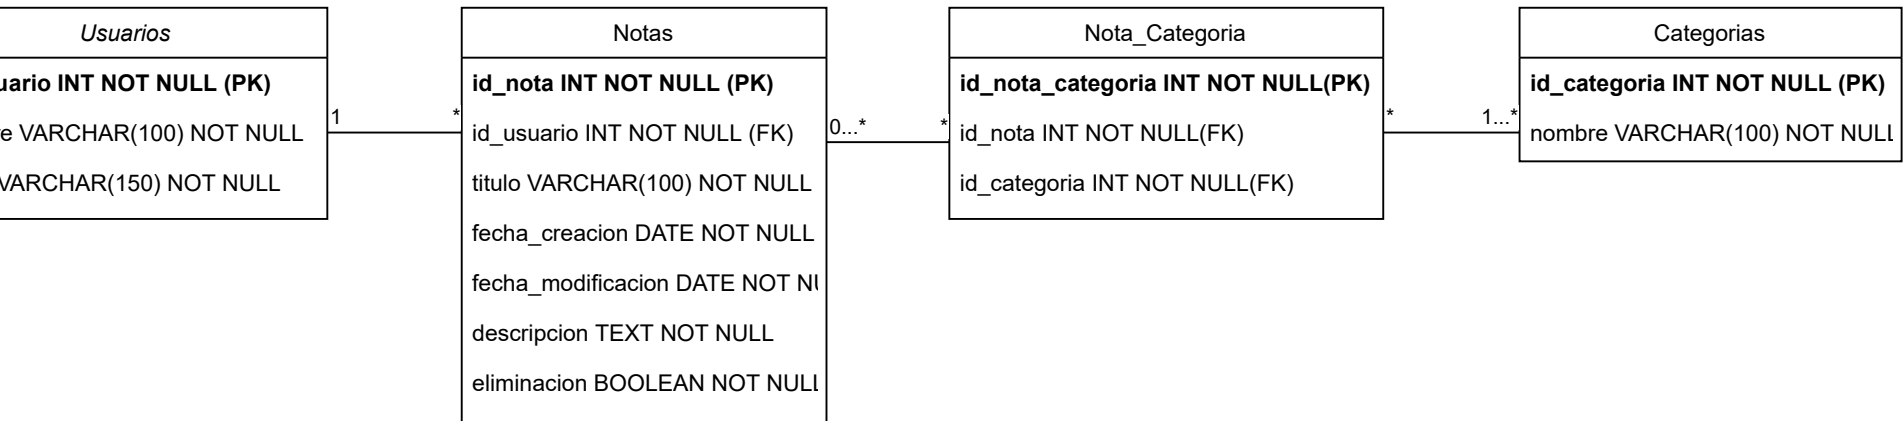 Usuarios
uario INT NOT NULL (PK)
e VARCHAR(100) NOT NULL
VARCHAR(150) NOT NULL
1
*
Notas
id_nota INT NOT NULL (PK)
id_usuario INT NOT NULL (FK)
titulo VARCHAR(100) NOT NULL
fecha_creacion DATE NOT NULL
fecha_modificacion DATE NOT NU
descripcion TEXT NOT NULL
eliminacion BOOLEAN NOT NULL
0...*
*
Nota_Categoria
id_nota_categoria INT NOT NULL(PK)
id_nota INT NOT NULL(FK)
id_categoria INT NOT NULL(FK)
*
1...*
Categorias
id_categoria INT NOT NULL (PK)
nombre VARCHAR(100) NOT NULL